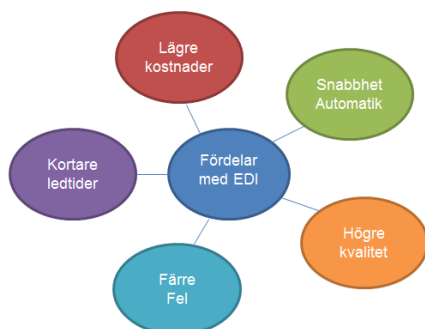 Lägre
kostnader
Snabbhet
Automatik
Kortare
ledtider
Fördelar
med EDI
Högre
kvalitet
Färre
Fel